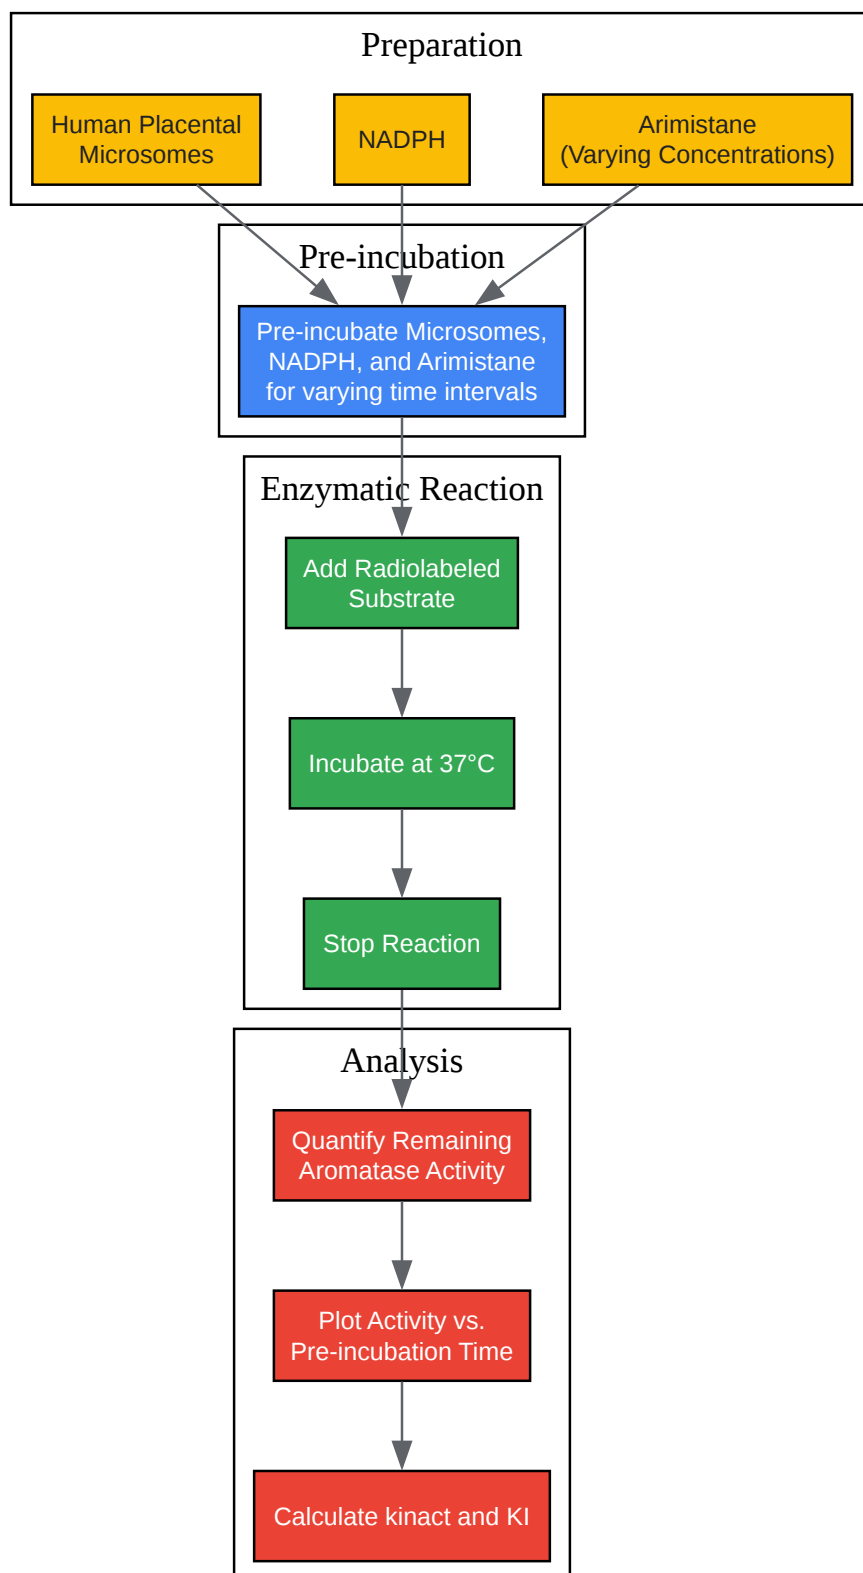 Preparation
Human Placental
Microsomes
NADPH
Arimistane
(Varying Concentrations)
Pre-incubation
Pre-incubate Microsomes,
NADPH, and Arimistane
for varying time intervals
Enzymatic Reaction
Add Radiolabeled
Substrate
Incubate at 37°C
Stop Reaction
Analysis
Quantify Remaining
Aromatase Activity
Plot Activity vs.
Pre-incubation Time
Calculate kinact and KI